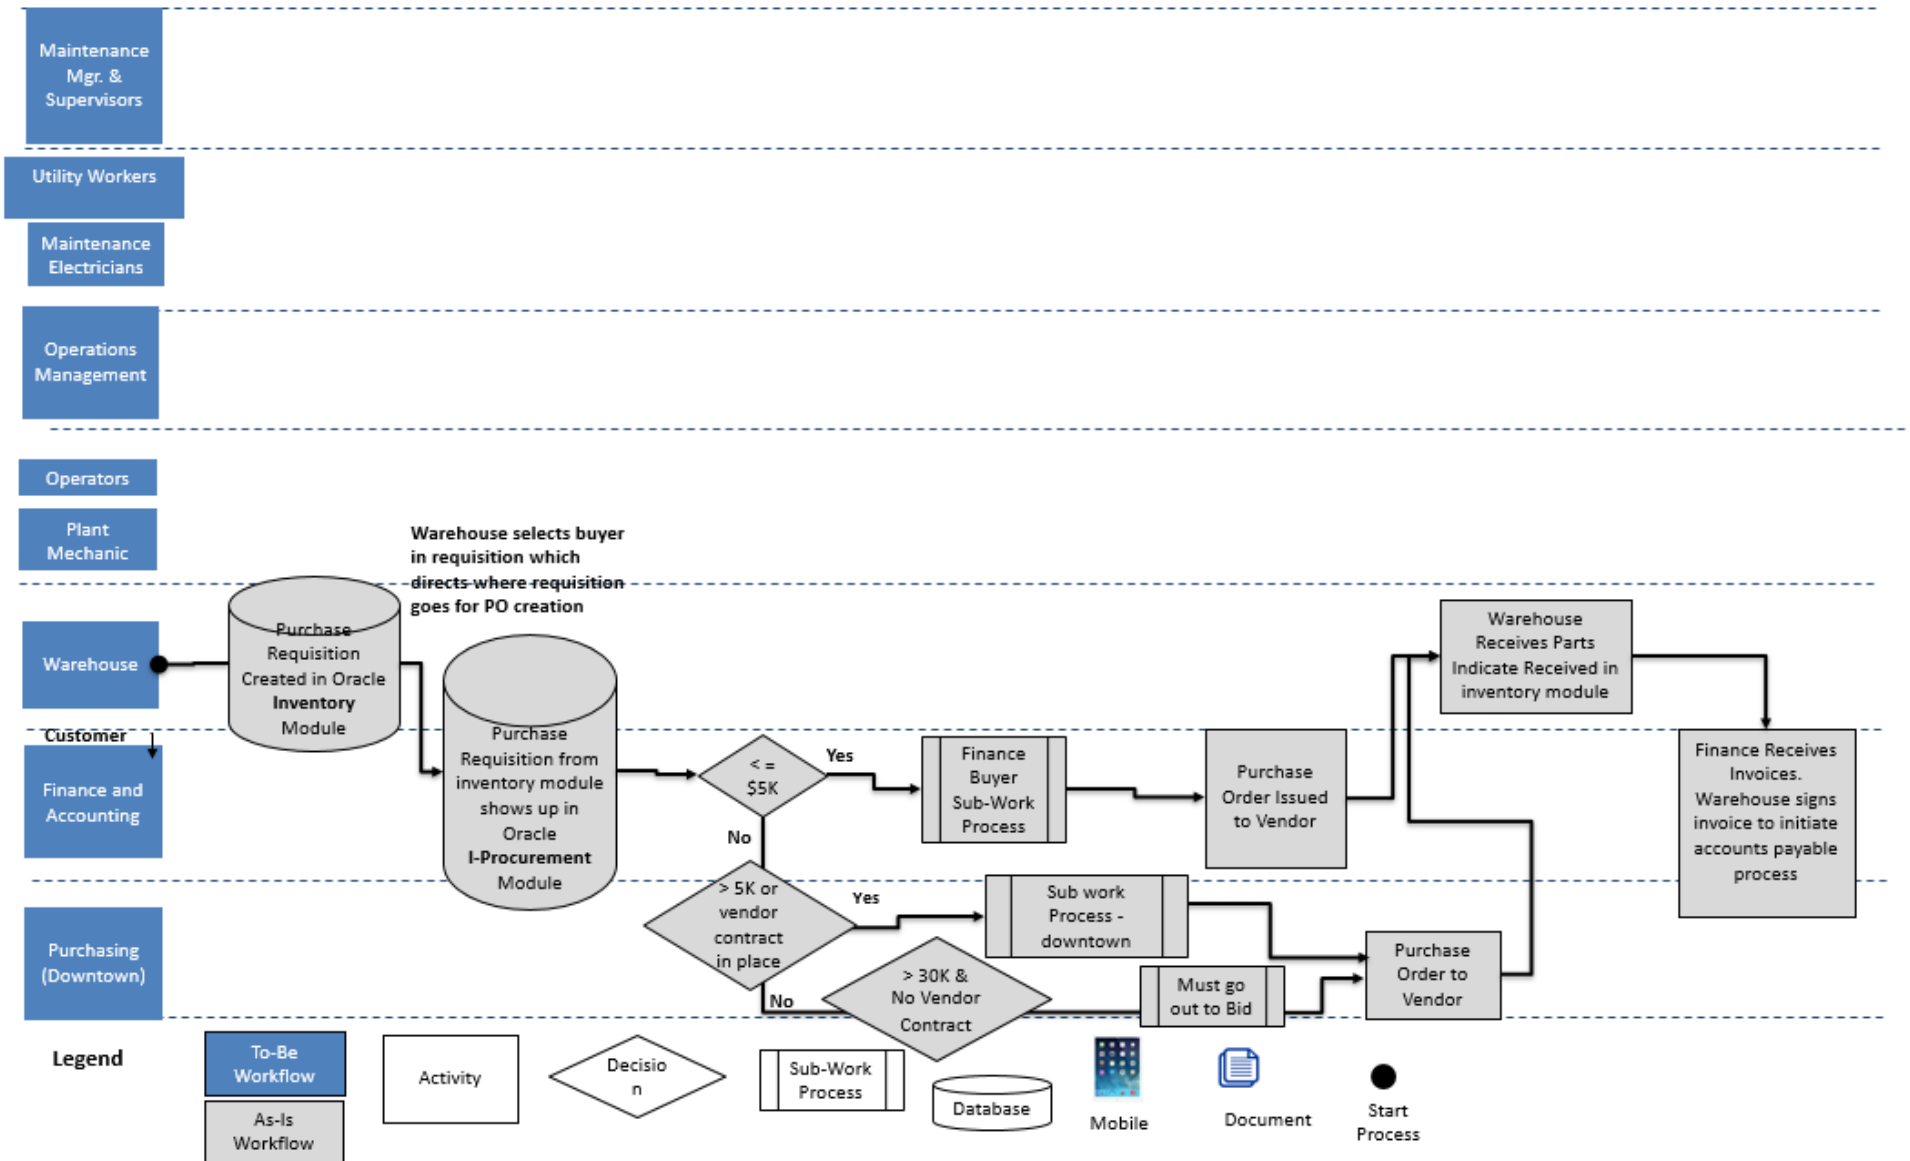 Maintenance
Mgr. &
Supervisors
Utility Workers
Maintenance
Electricians
Operations
Management
Operators
Plant
Mechanic
Warehouse selects buyer
in requisition which
directs where requisition
goes for PO creation
Warehouse
Purchase
Requisition
Created in Oracle
Inventory
Module
Warehouse
Receives Parts
Indicate Received in
inventory module
Customer
Finance and
Accounting
Purchase
Requisition from
inventory module
shows up in
Oracle
I-Procurement
Module
< =
$5K
Yes
No
Finance
Buyer
Sub-Work
Process
Purchase
Order Issued
to Vendor
Finance Receives
Invoices.
Warehouse signs
invoice to initiate
accounts payable
process
Purchasing
(Downtown)
> 5K or
vendor
contract
in place
Yes
No
Sub work
Process -
downtown
> 30K &
No Vendor
Contract
Must go
out to Bid
Purchase
Order to
Vendor
Legend
To-Be
Workflow
As-Is
Workflow
Activity
Decisio
n
Sub-Work
Process
Database
Mobile
Document
Start
Process